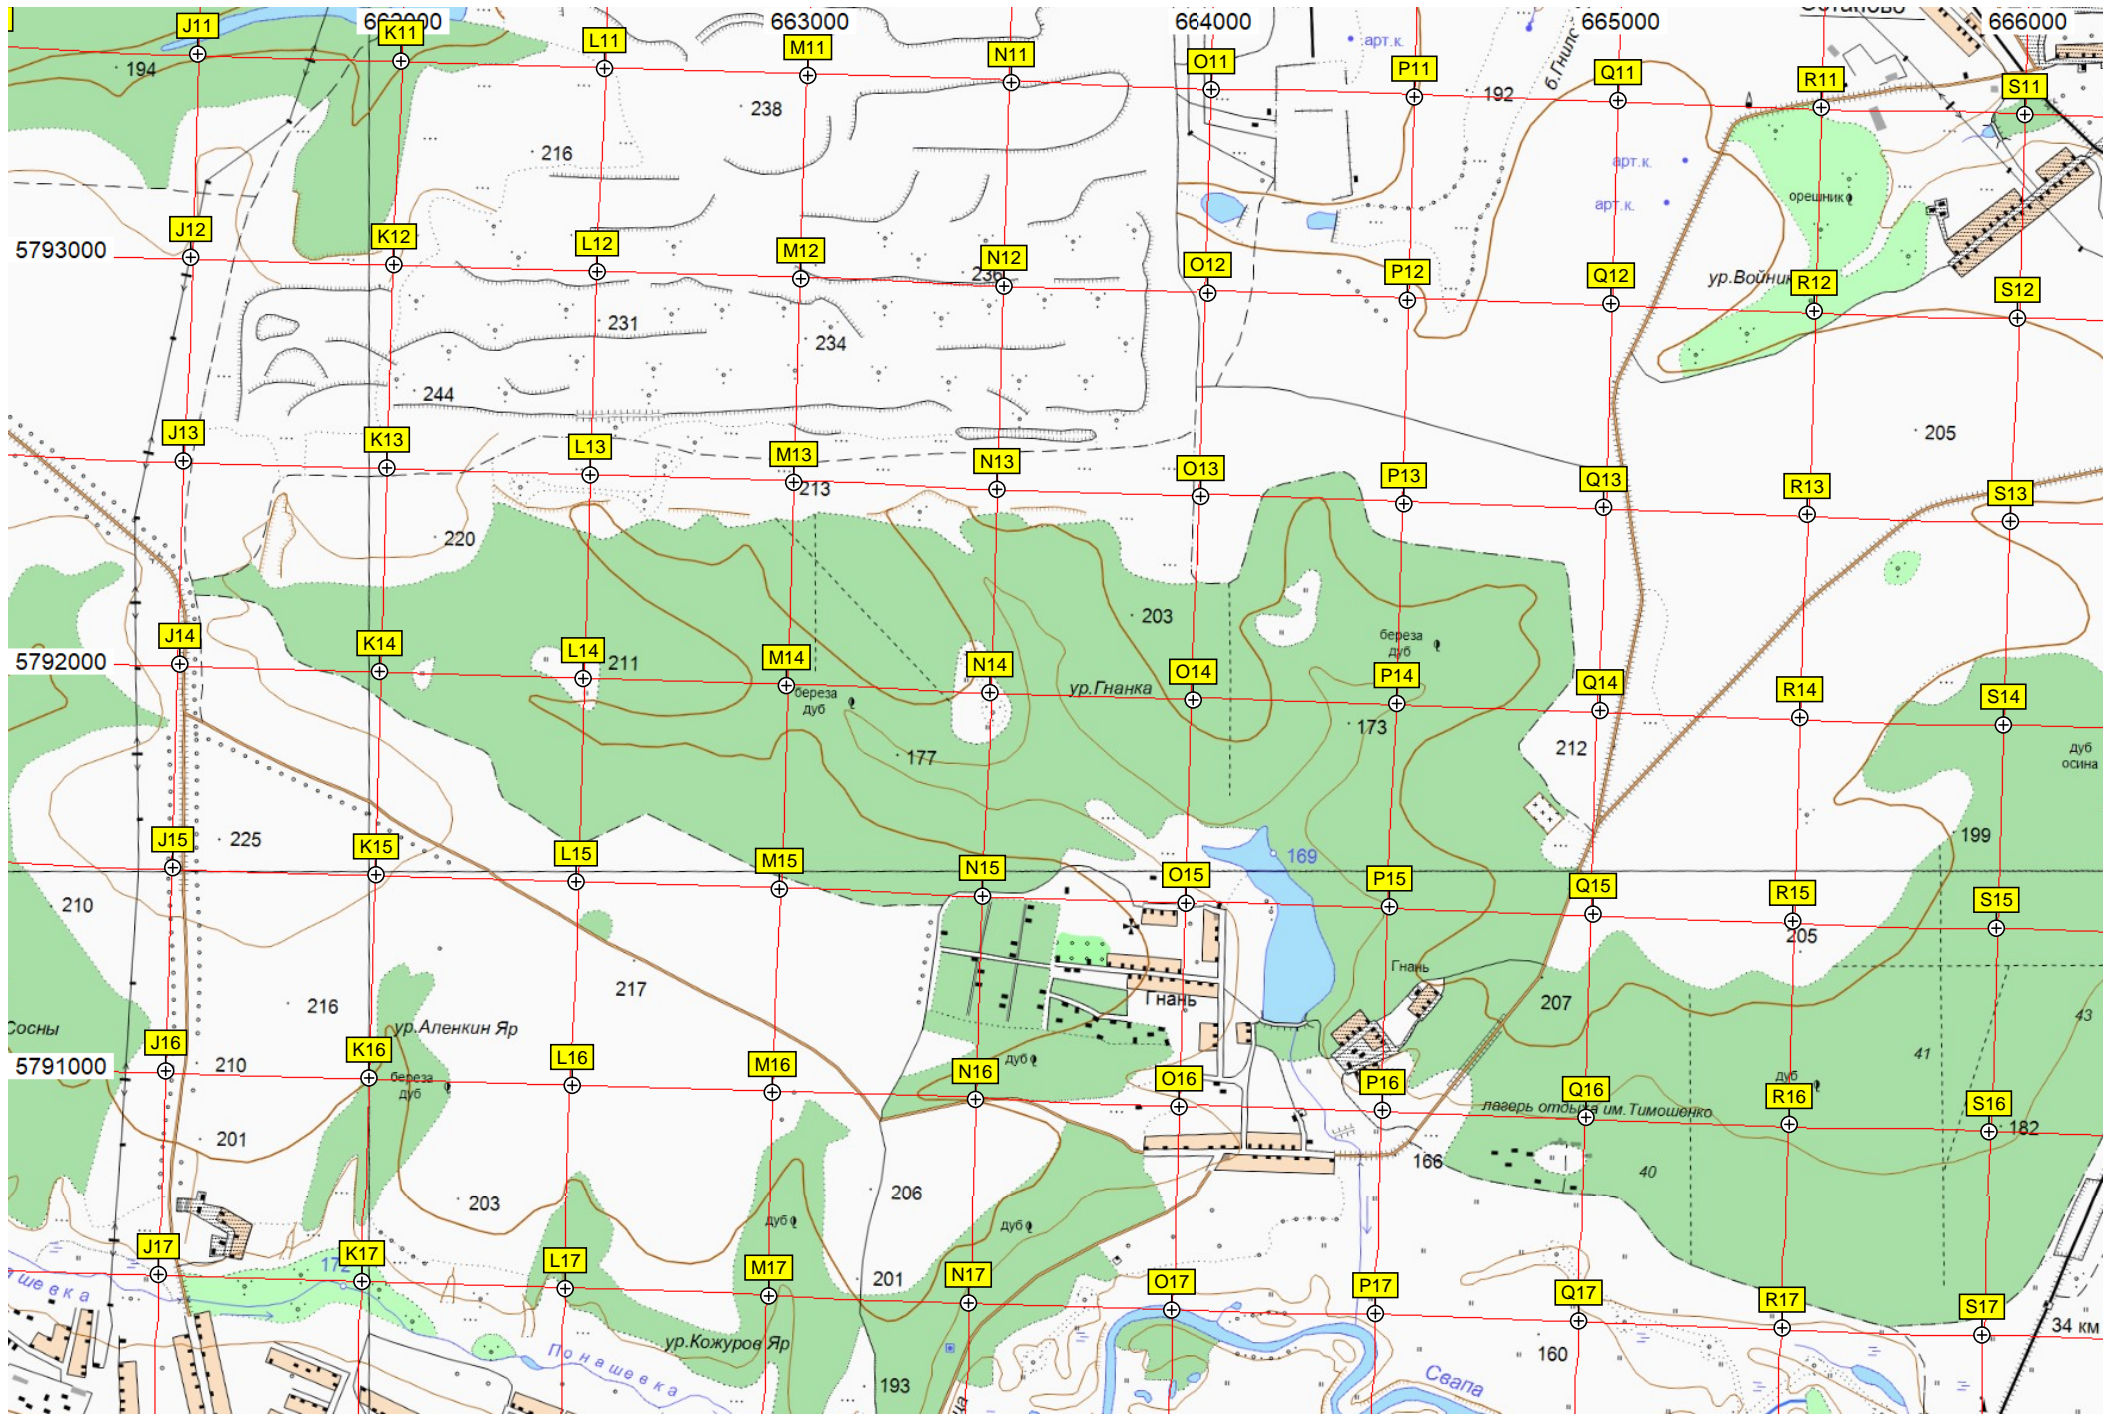 662000 663000 664000 665000 666000
J11 K11 L11 M11 N11 O11 P11 Q11 R11 S11
арт.к.
194
238
192
216
арт.к.
орешник
арт.к.
J12 K12 L12 M12 N12 O12 P12 Q12 R12 S12
5793000
236
231
234
244
205
J13 K13 L13 M13 N13 O13 P13 Q13 R13 S13
213
220
203
береза
дуб
J14 K14 L14 M14 N14 O14 P14 Q14 R14 S14
5792000
211
ур.Гнанка
береза
дуб
173
212
177
дуб
осина
225
199
169
J15 K15 L15 M15 N15 O15 P15 Q15 R15 S15
210
205
Гнань
217
216
Гнань
207
Сосны
ур.Аленкин Яр
43
41
J16 K16 L16 M16 N16 O16 P16 Q16 R16 S16
5791000
210
дуб
береза
дуб
дуб
лагерь отдыха им.Тимошенко
201
182
166
40
203
206
дуб
дуб
J17 K17 L17 M17 N17 O17 P17 Q17 R17 S17
172
201
шевка
34 км
ур.Кожуров Яр
160
Понашевка
Свапа
193